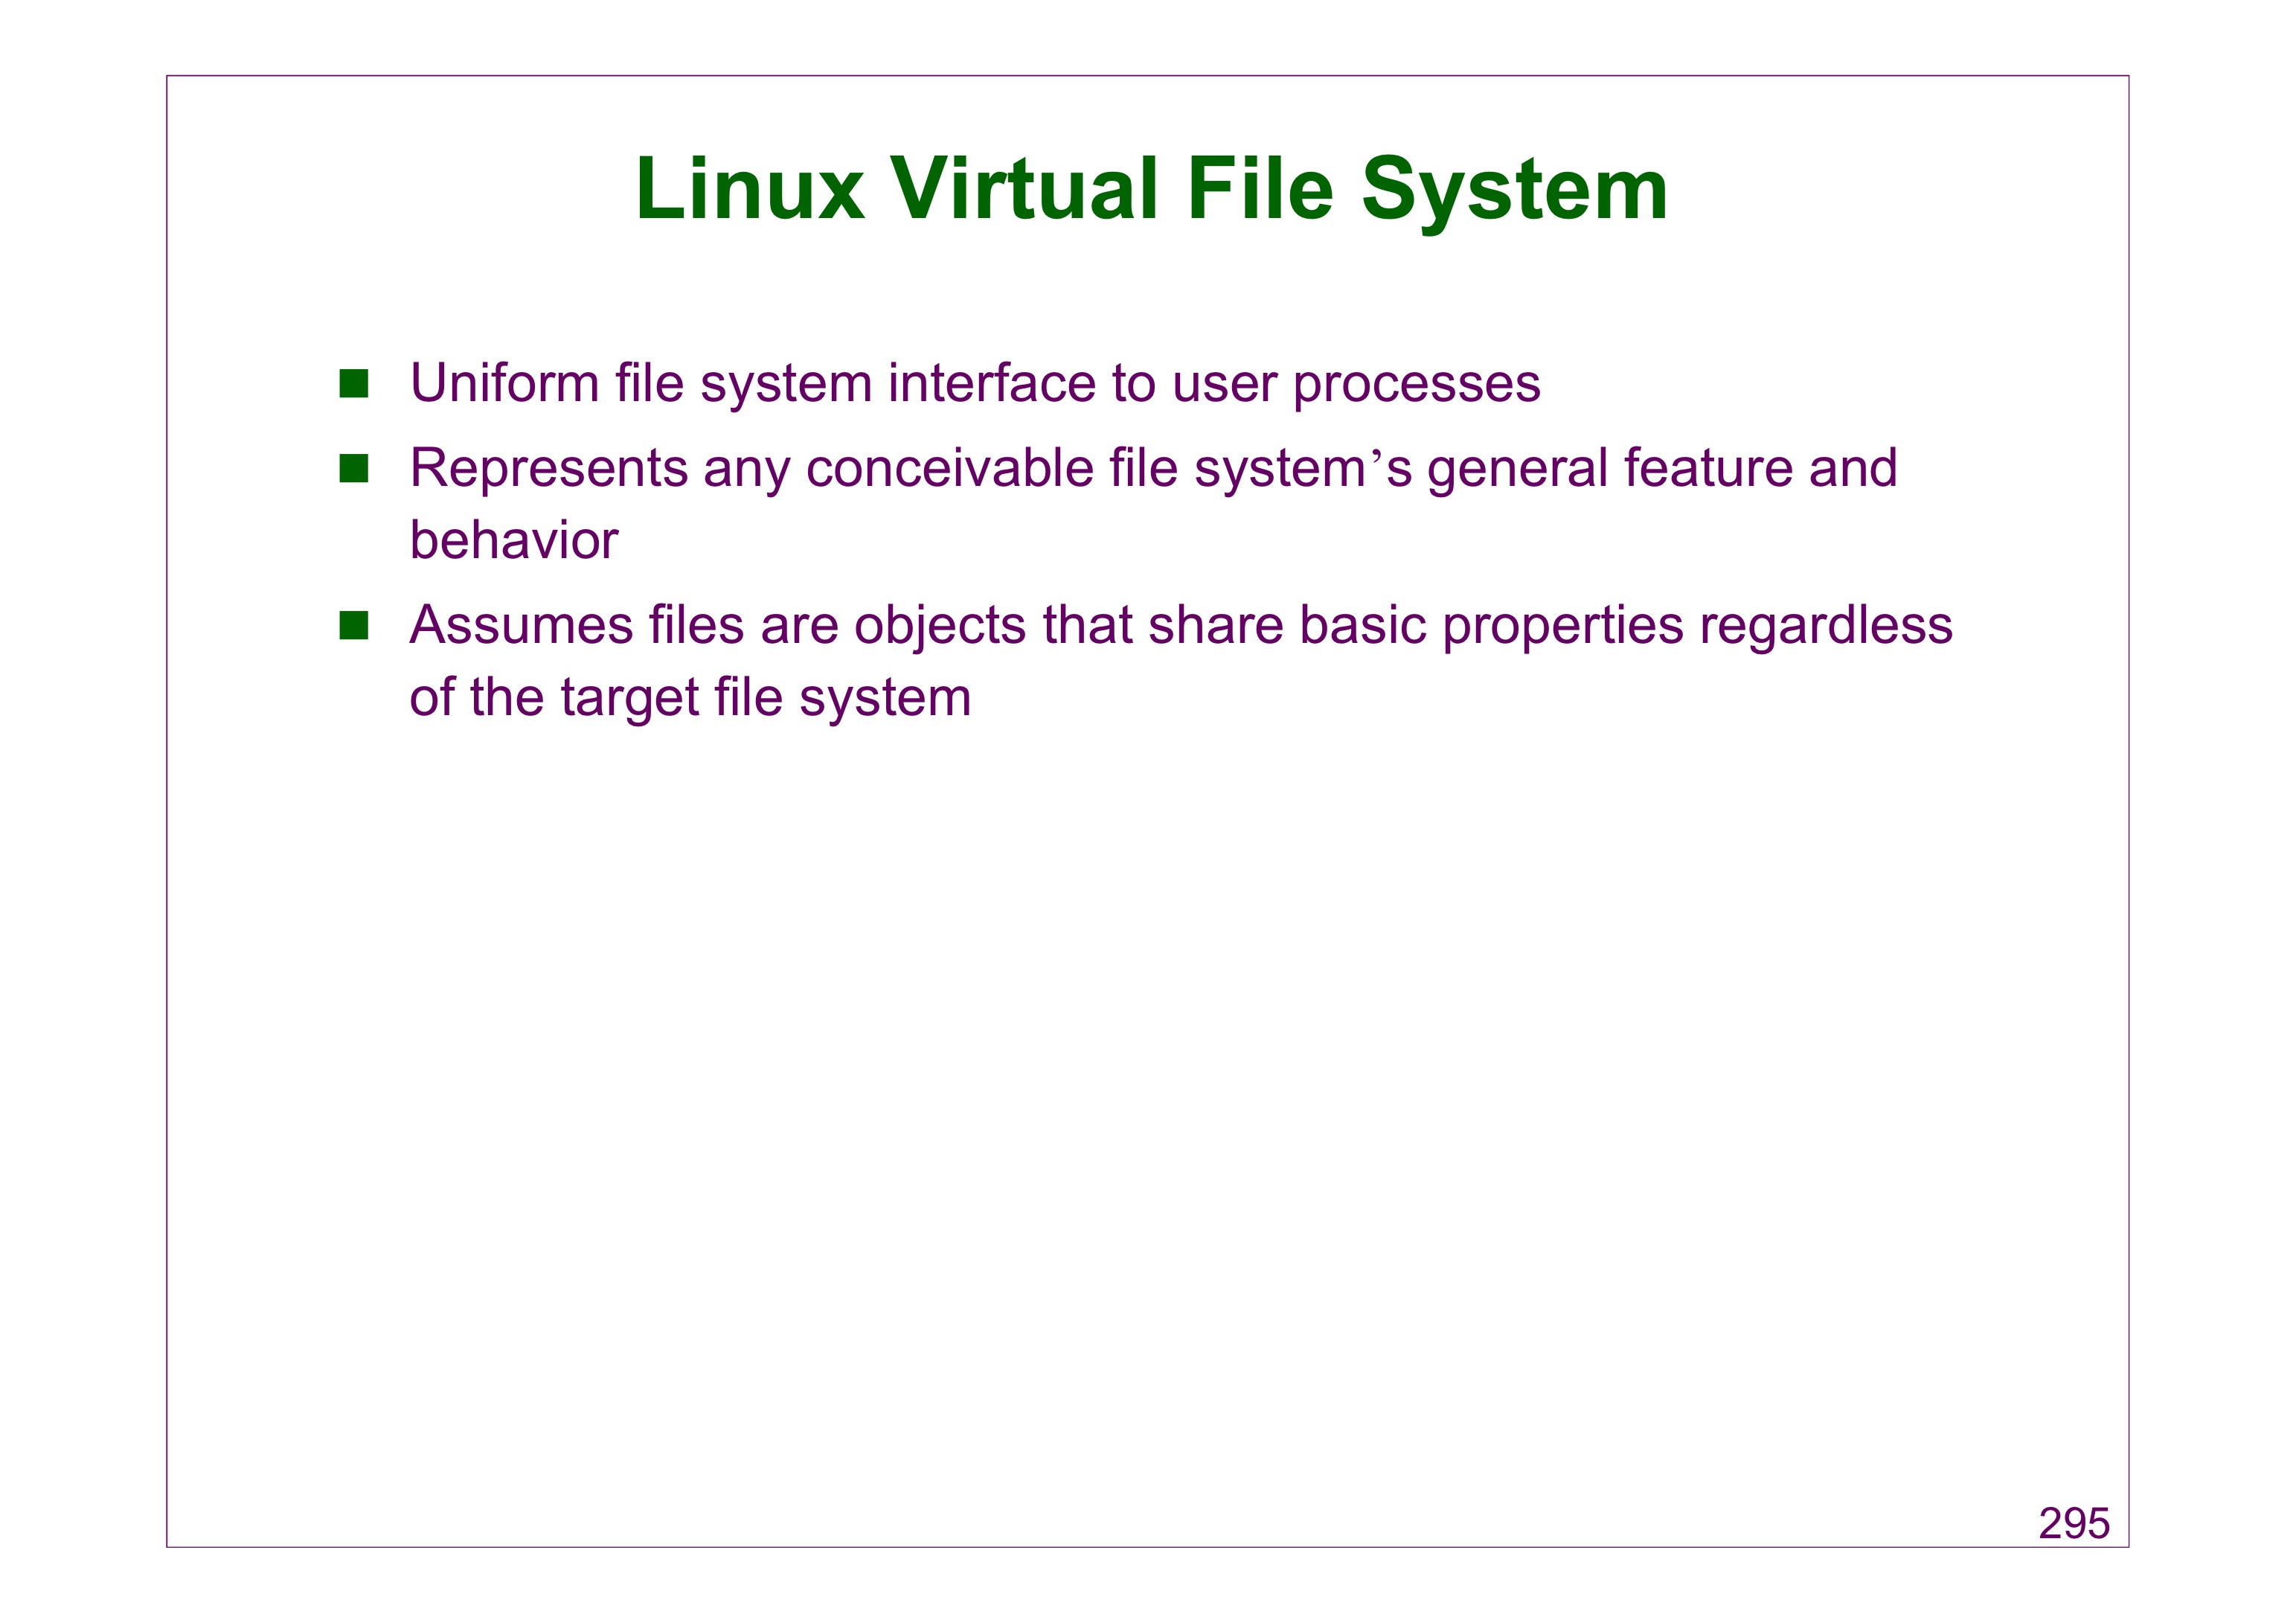 Linux Virtual File System
Uniform file system interface to user processes
Represents any conceivable file system’s general feature and
behavior
Assumes files are objects that share basic properties regardless
of the target file system
295